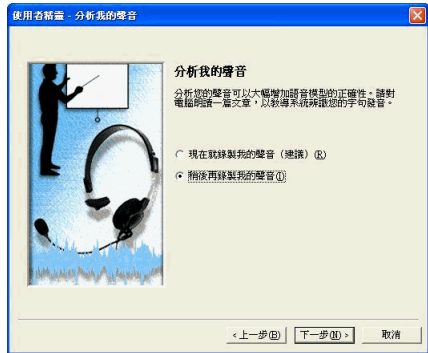 使用者精靈 - 分析我的聲音
分析我的聲音
分析您的聲音可以大幅增加語音模型的正確性。請對
電腦朗讀一篇文章，以教導系統辨識您的字句發音。
現在就錄製我的聲音（建議）(R)
稍後再錄製我的聲音(I)
<上一步(B)
下一步(N)>
取消